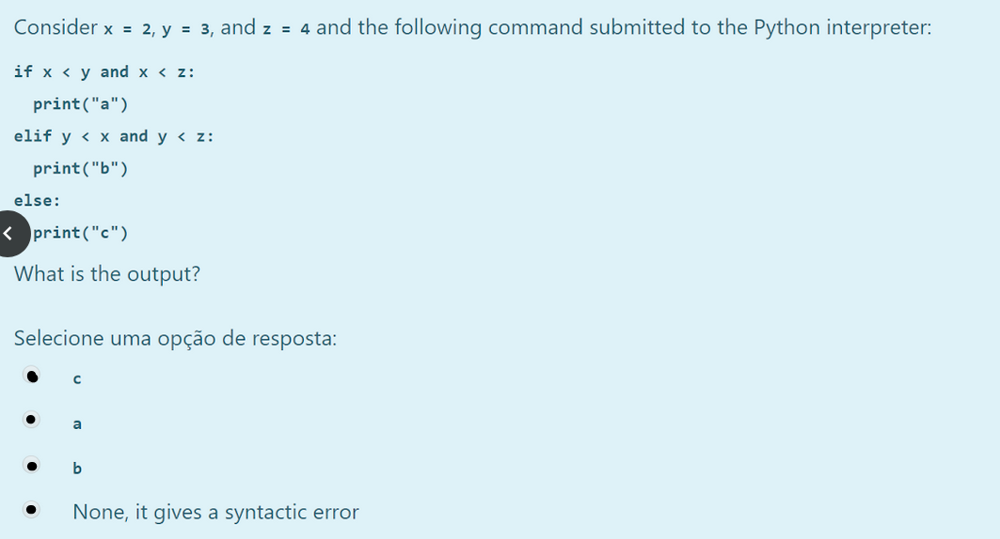 Consider x = 2, y = 3, and z = 4 and the following command submitted to the Python interpreter:
if x < y and x < z:
  print("a")
elif y < x and y < z:
  print("b")
else:
  print("c")
What is the output?
Selecione uma opção de resposta:
c
a
b
None, it gives a syntactic error